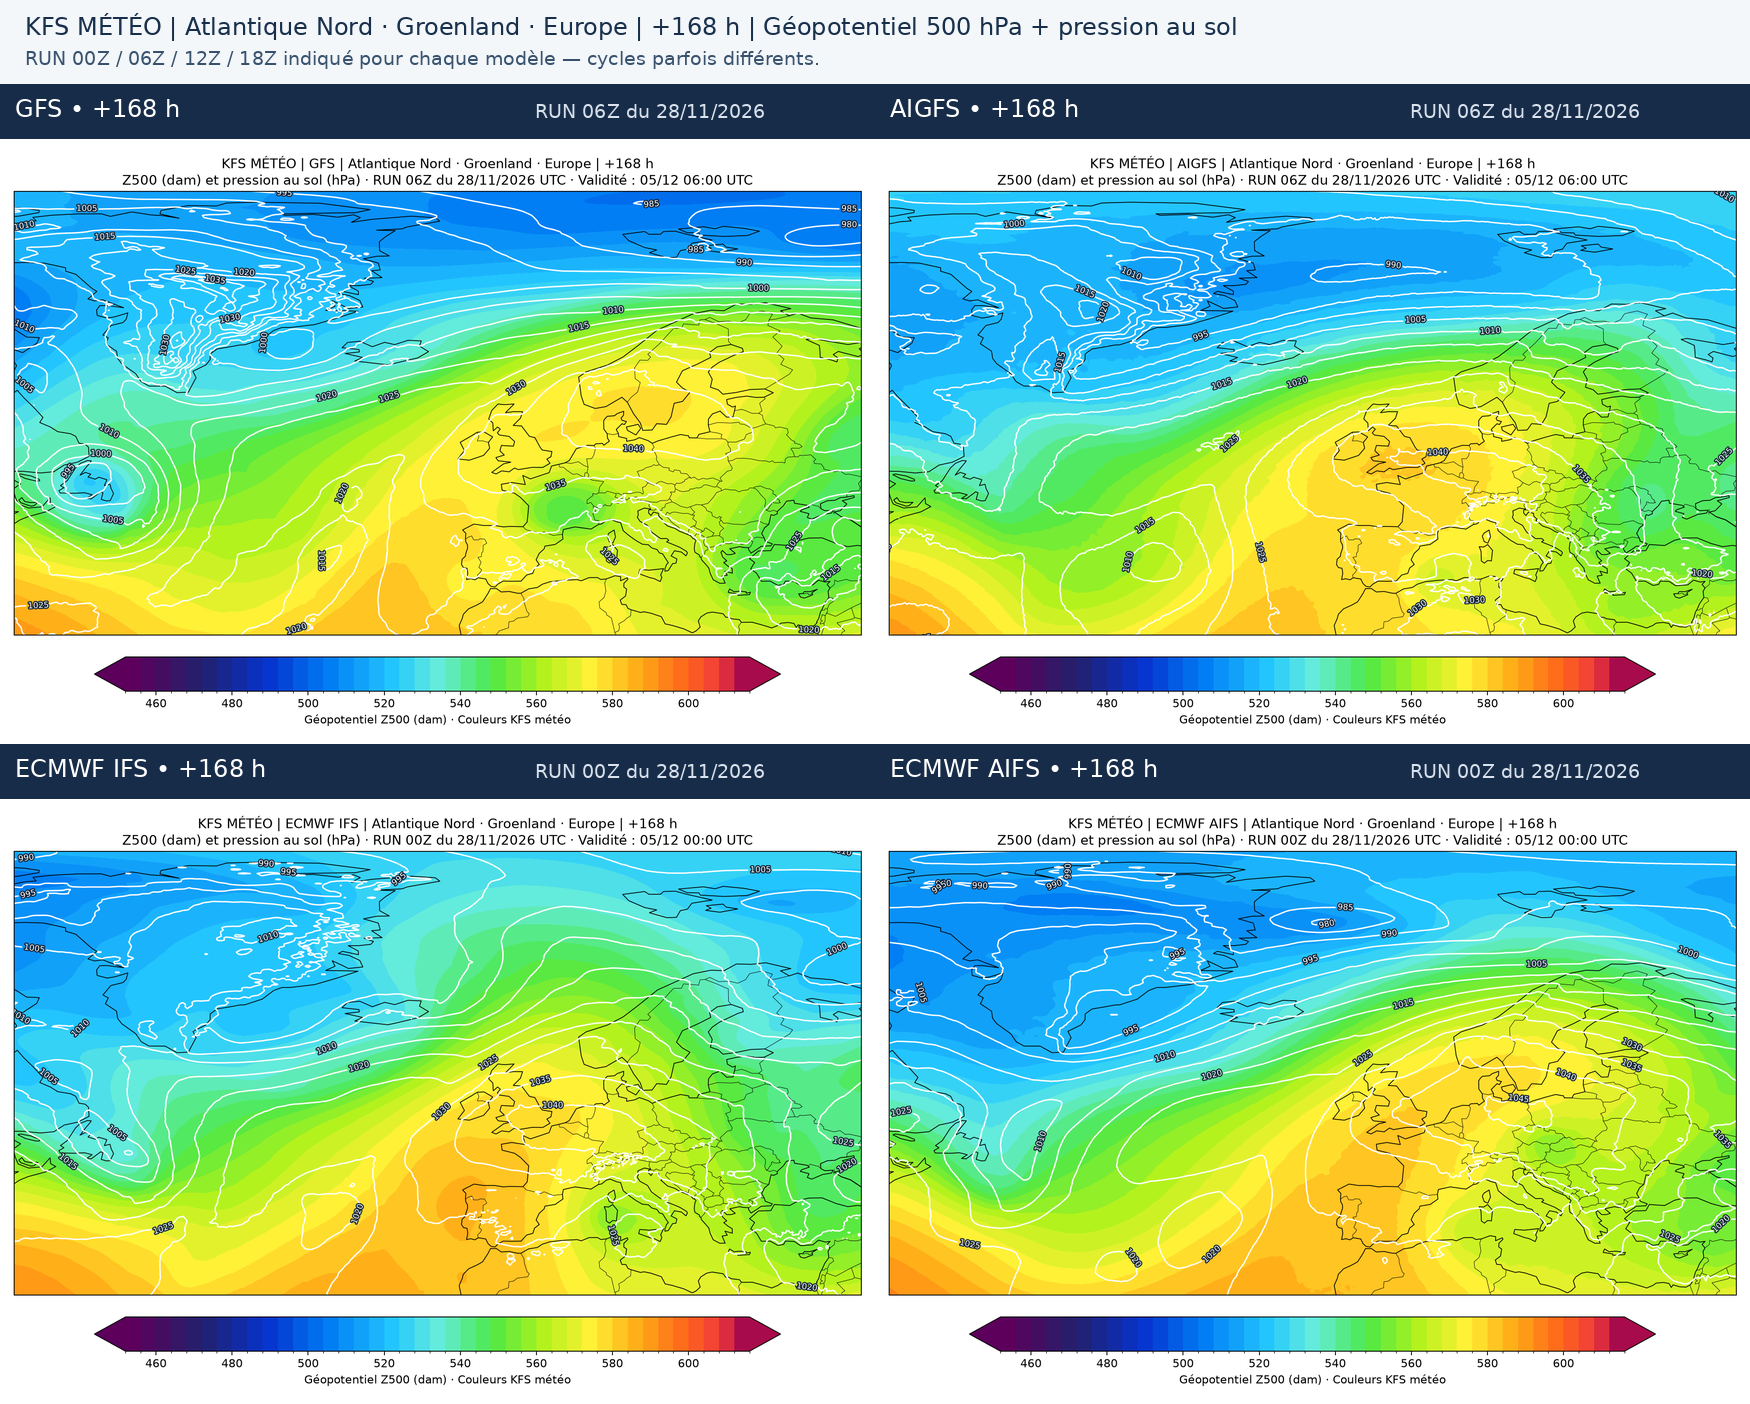 KFS MÉTÉO | Atlantique Nord · Groenland · Europe | +168 h | Géopotentiel 500 hPa + pression au sol
RUN 00Z / 06Z / 12Z / 18Z indiqué pour chaque modèle — cycles parfois différents.
GFS • +168 h
RUN 06Z du 28/11/2026
AIGFS • +168 h
RUN 06Z du 28/11/2026
KFS MÉTÉO | GFS | Atlantique Nord · Groenland · Europe | +168 h
Z500 (dam) et pression au sol (hPa) · RUN 06Z du 28/11/2026 UTC · Validité : 05/12 06:00 UTC
KFS MÉTÉO | AIGFS | Atlantique Nord · Groenland · Europe | +168 h
Z500 (dam) et pression au sol (hPa) · RUN 06Z du 28/11/2026 UTC · Validité : 05/12 06:00 UTC
460 480 500 520 540 560 580 600
Géopotentiel Z500 (dam) · Couleurs KFS météo
460 480 500 520 540 560 580 600
Géopotentiel Z500 (dam) · Couleurs KFS météo
ECMWF IFS • +168 h
RUN 00Z du 28/11/2026
ECMWF AIFS • +168 h
RUN 00Z du 28/11/2026
KFS MÉTÉO | ECMWF IFS | Atlantique Nord · Groenland · Europe | +168 h
Z500 (dam) et pression au sol (hPa) · RUN 00Z du 28/11/2026 UTC · Validité : 05/12 00:00 UTC
KFS MÉTÉO | ECMWF AIFS | Atlantique Nord · Groenland · Europe | +168 h
Z500 (dam) et pression au sol (hPa) · RUN 00Z du 28/11/2026 UTC · Validité : 05/12 00:00 UTC
460 480 500 520 540 560 580 600
Géopotentiel Z500 (dam) · Couleurs KFS météo
460 480 500 520 540 560 580 600
Géopotentiel Z500 (dam) · Couleurs KFS météo